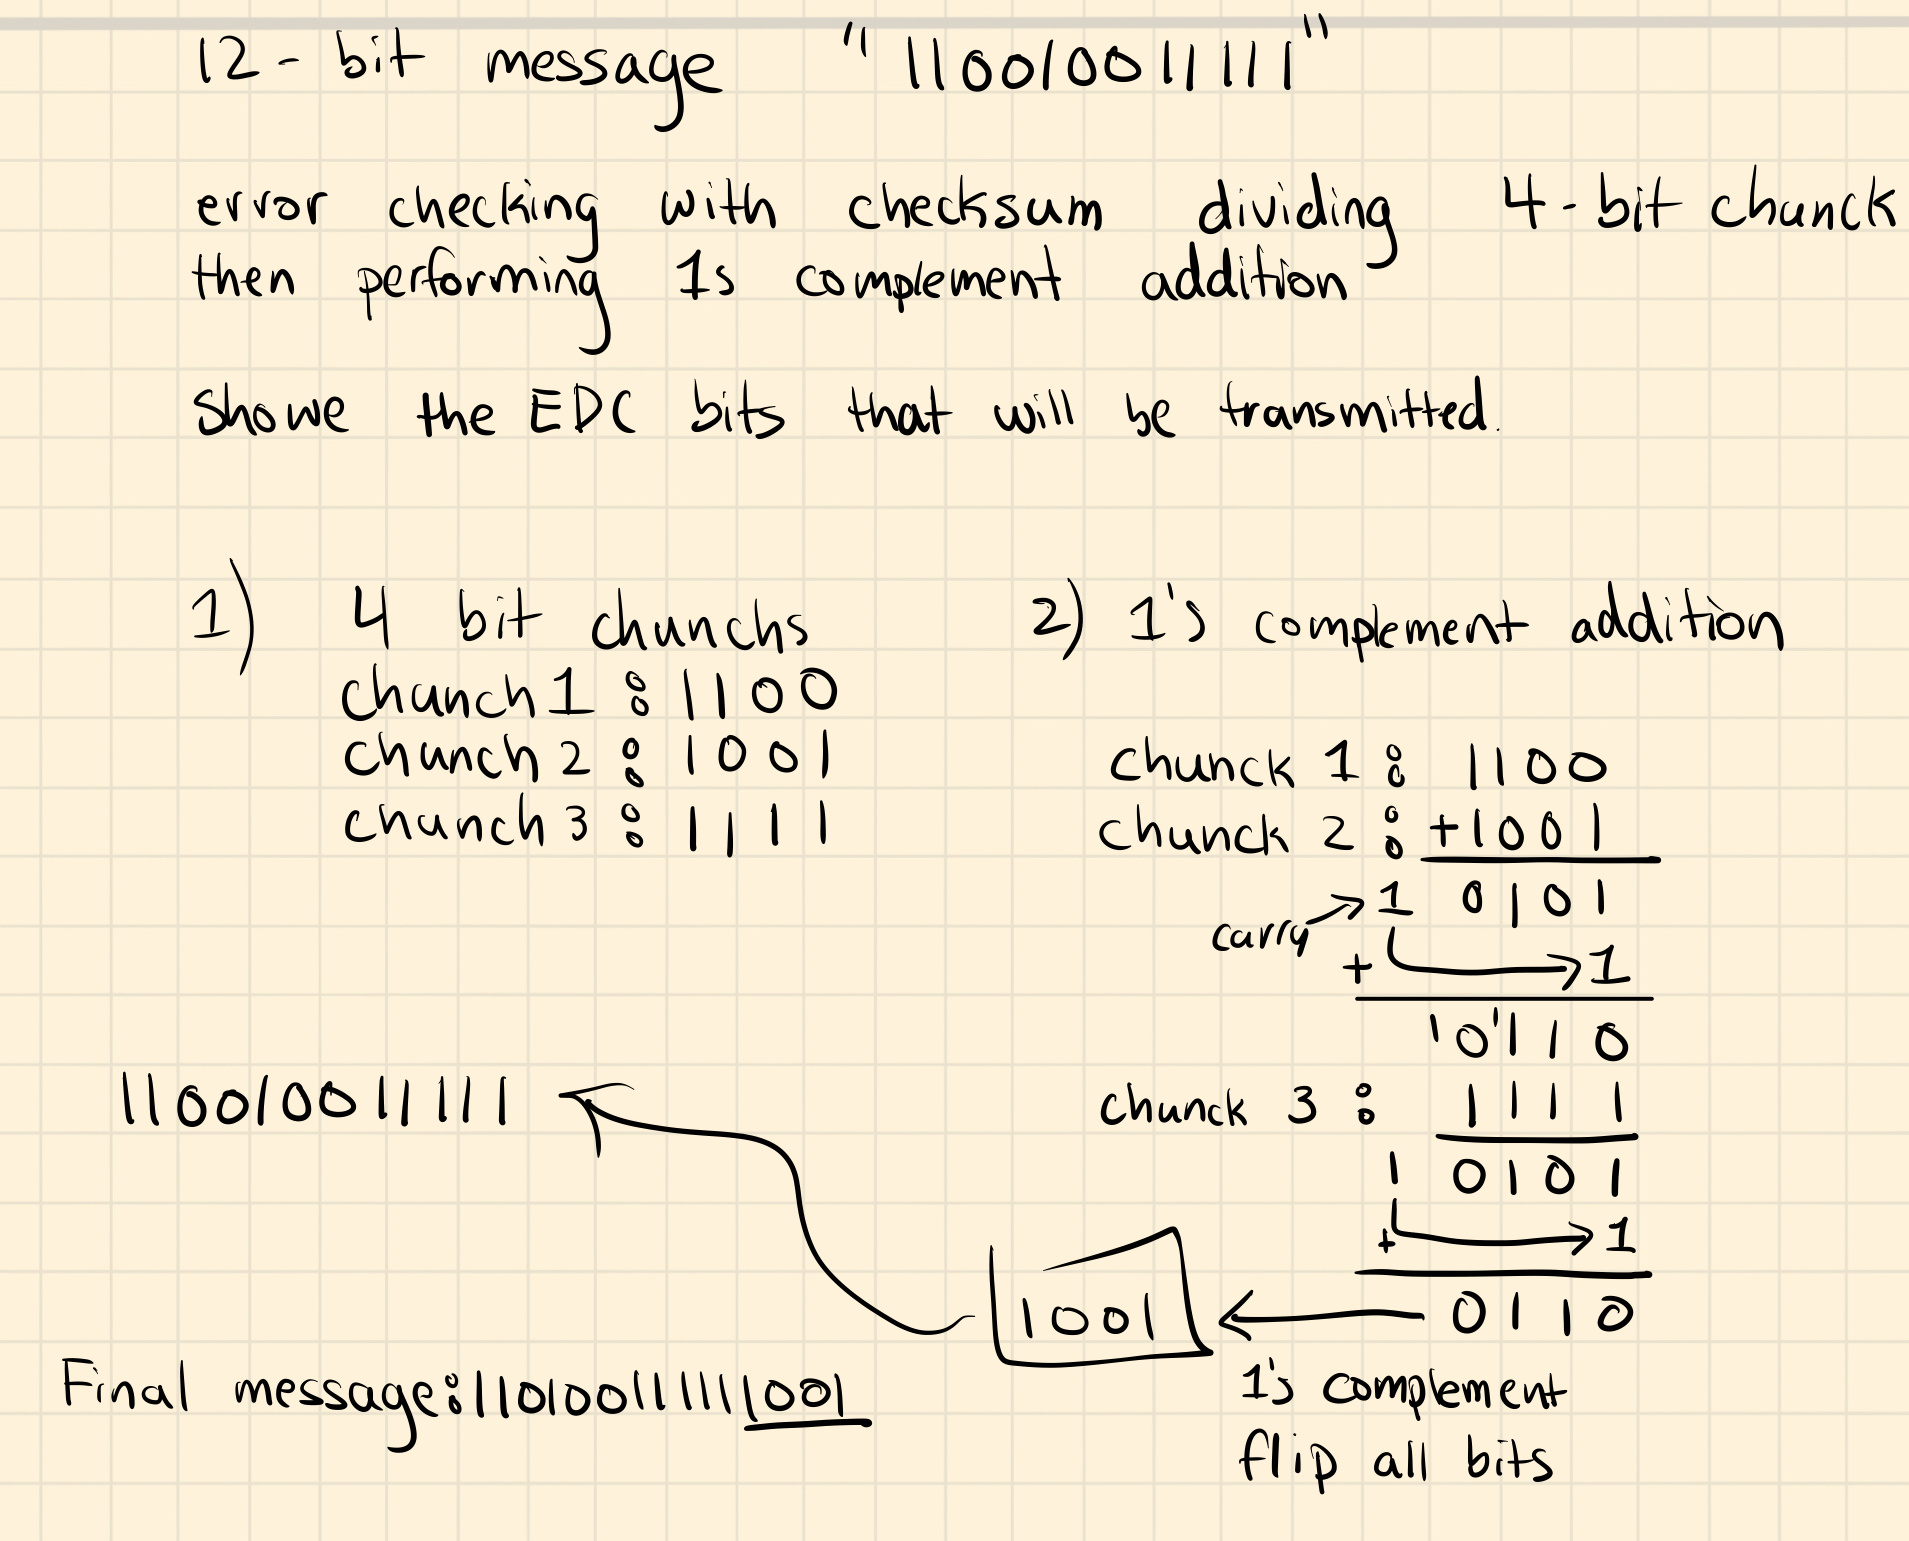 12-bit message "110010011111"
error checking with checksum dividing 4-bit chunck
then performing 1s complement addition
showe the EDC bits that will be transmitted.
1) 4 bit chunchs
chunch 1 : 1100
chunch 2 : 1001
chunch 3 : 1111
2) 1's complement addition
chunck 1 : 1100
chunck 2 : +1001
carry → 1 0101
+ → 1
¹0¹110
chunck 3 : 1111
1 0101
+ → 1
0110
1's complement
flip all bits
1001
110010011111
Final message: 110100111111001